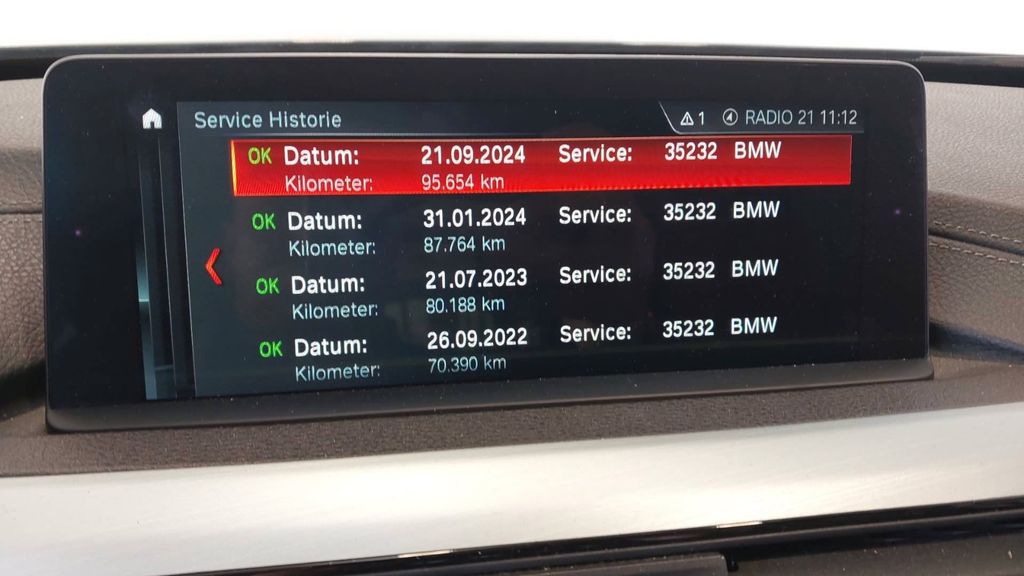 Service Historie 1 RADIO 21 11:12
OK Datum: 21.09.2024 Service: 35232 BMW
Kilometer: 95.654 km
OK Datum: 31.01.2024 Service: 35232 BMW
Kilometer: 87.764 km
OK Datum: 21.07.2023 Service: 35232 BMW
Kilometer: 80.188 km
OK Datum: 26.09.2022 Service: 35232 BMW
Kilometer: 70.390 km